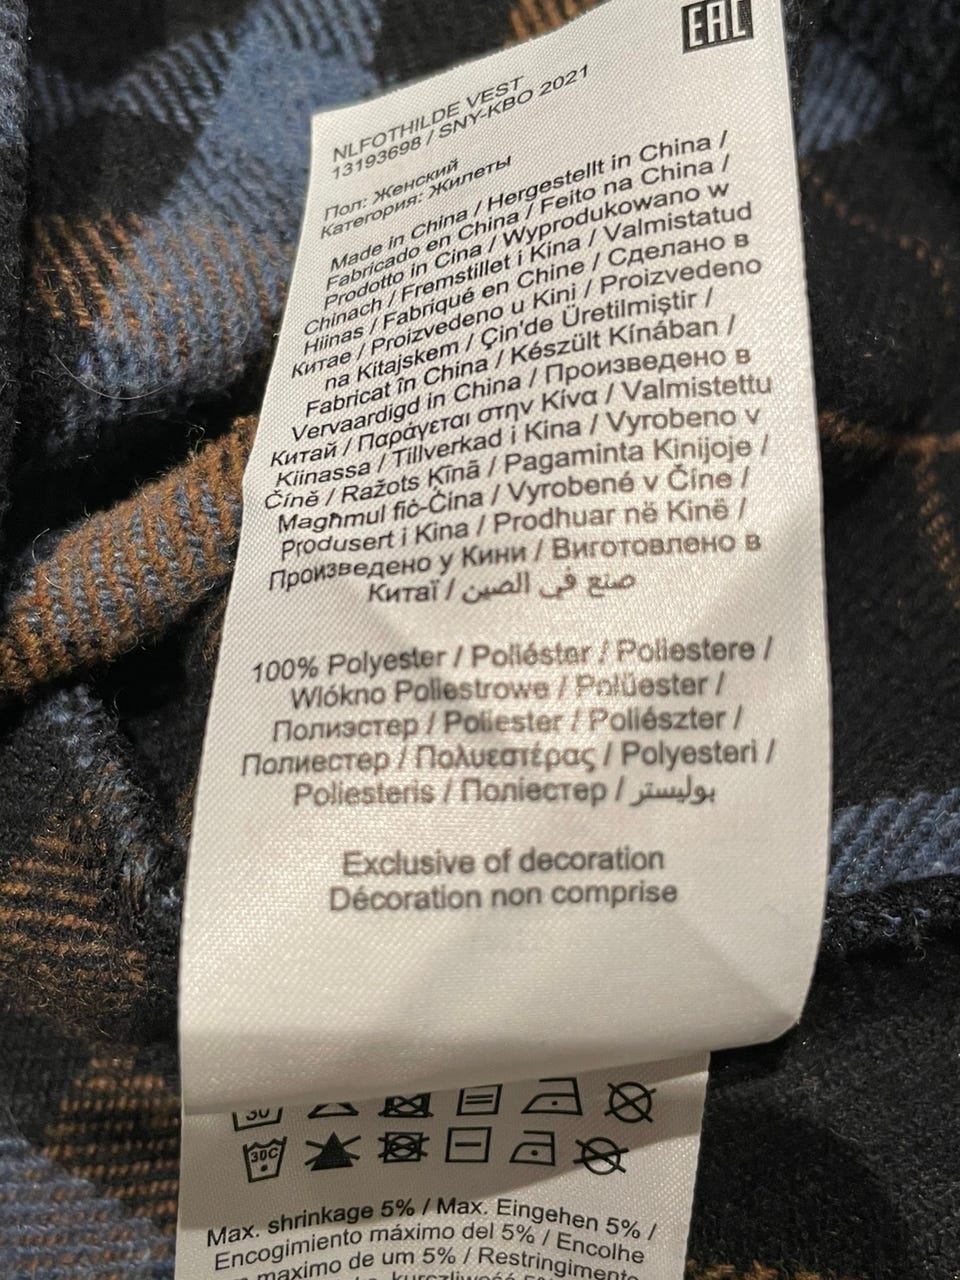 EAC
NLFOTHILDE VEST
13193698 / SNY-KBO 2021
Пол: Женский
Категория: Жилеты
Made in China / Hergestellt in China /
Fabricado en China / Feito na China /
Prodotto in Cina / Wyprodukowano w
Chinach / Fremstillet i Kina / Valmistatud
Hiinas / Fabriqué en Chine / Сделано в
Китае / Proizvedeno u Kini / Proizvedeno
na Kitajskem / Çin'de Üretilmiştir /
Fabricat în China / Készült Kínában /
Vervaardigd in China / Произведено в
Китай / Παράγεται στην Κίνα / Valmistettu
Kiinassa / Tillverkad i Kina / Vyrobeno v
Číně / Ražots Ķīnā / Pagaminta Kinijoje /
Magħmul fiċ-Ċina / Vyrobené v Číne /
Produsert i Kina / Prodhuar në Kinë /
Произведено у Кини / Виготовлено в
Китаї / صنع في الصين
100% Polyester / Poliéster / Poliestere /
Wlókno Poliestrowe / Polüester /
Полиэстер / Poliester / Poliészter /
Полиестер / Πολυεστέρας / Polyesteri /
Poliesteris / Поліестер / بوليستر
Exclusive of decoration
Décoration non comprise
30
30C
Max. shrinkage 5% / Max. Eingehen 5% /
Encogimiento máximo del 5% / Encolhe
maximo de um 5% / Restringimento